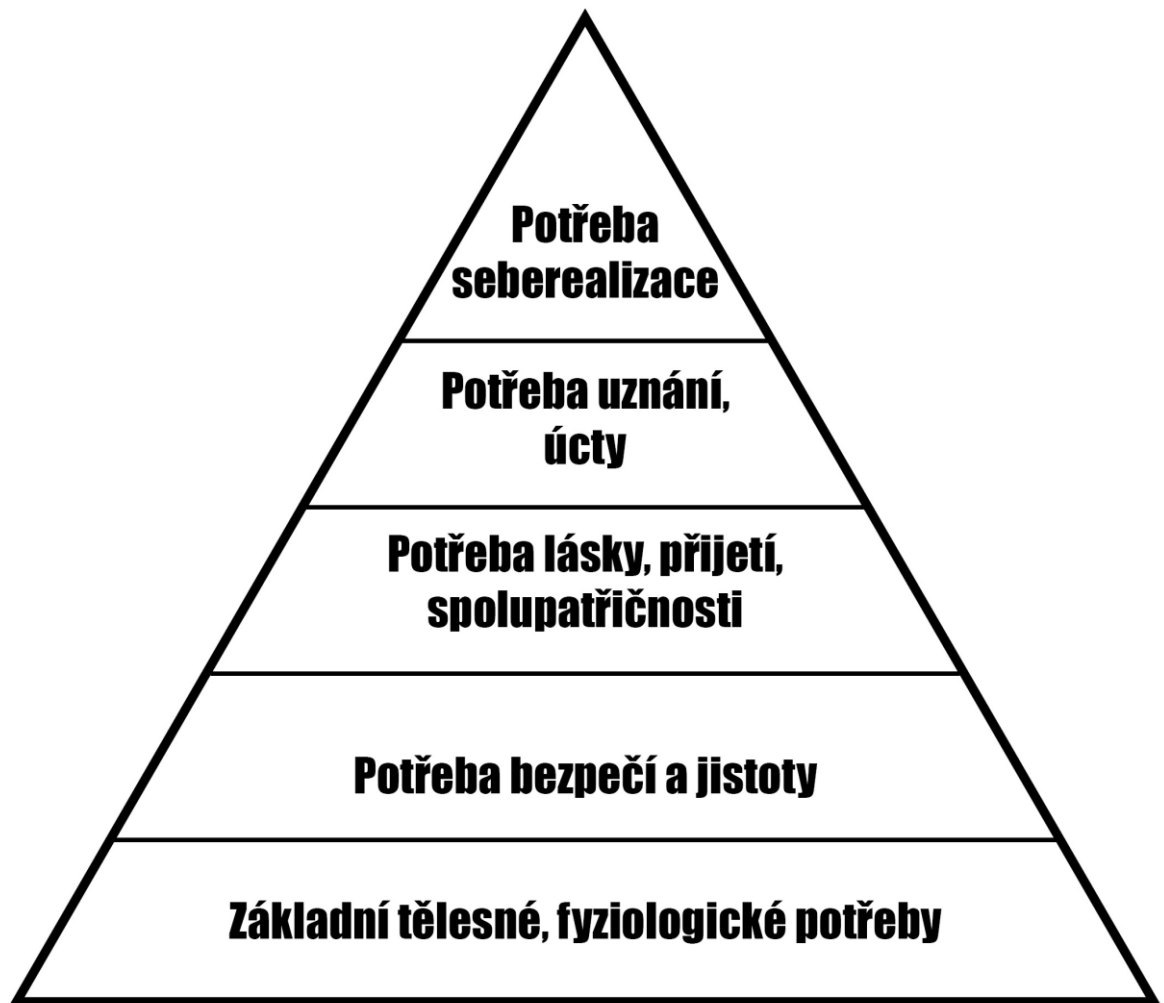 Potřeba
seberealizace
Potřeba uznání,
úcty
Potřeba lásky, přijetí,
spolupatřičnosti
Potřeba bezpečí a jistoty
Základní tělesné, fyziologické potřeby